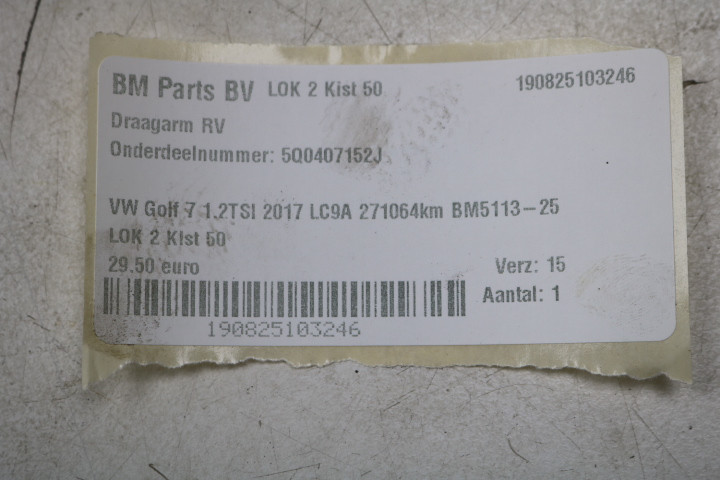 BM Parts BV LOK 2 Kist 50 190825103246
Draagarm RV
Onderdeelnummer: 5Q0407152J
VW Golf 7 1.2TSI 2017 LC9A 271064km BM5113-25
LOK 2 Kist 50
29.50 euro Verz: 15
Aantal: 1
190825103246